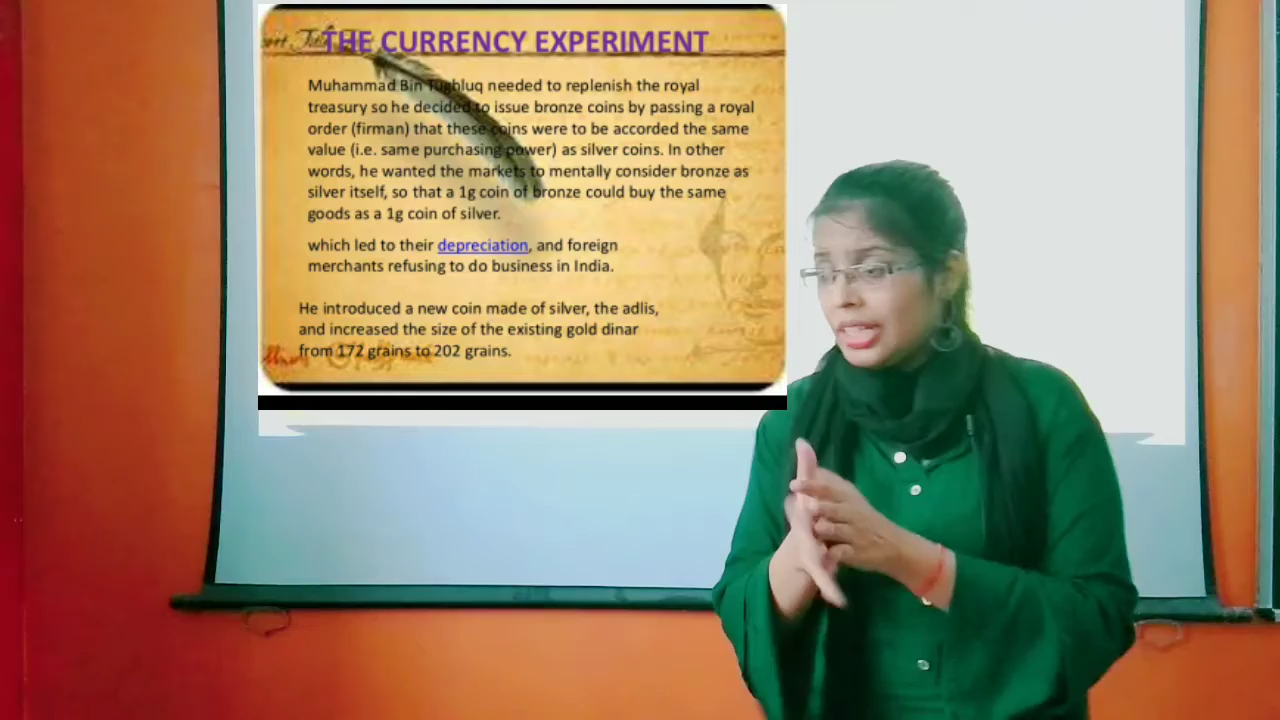 THE CURRENCY EXPERIMENT
Muhammad Bin Tughluq needed to replenish the royal
treasury so he decided to issue bronze coins by passing a royal
order (firman) that these coins were to be accorded the same
value (i.e. same purchasing power) as silver coins. In other
words, he wanted the markets to mentally consider bronze as
silver itself, so that a 1g coin of bronze could buy the same
goods as a 1g coin of silver.
which led to their depreciation, and foreign
merchants refusing to do business in India.
He introduced a new coin made of silver, the adlis,
and increased the size of the existing gold dinar
from 172 grains to 202 grains.